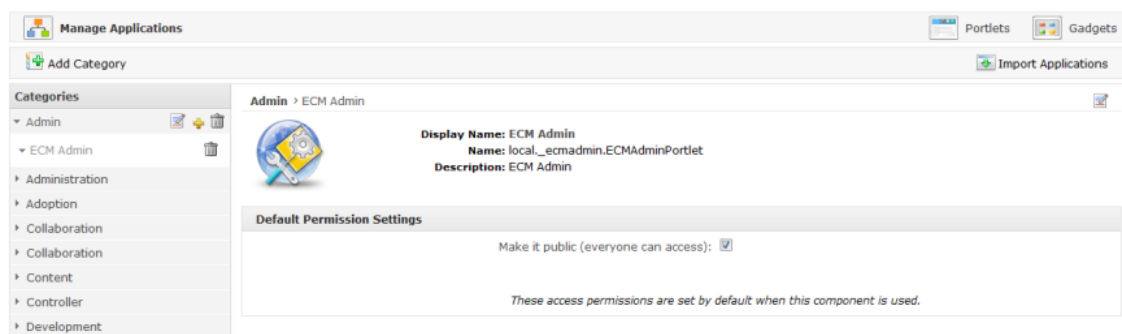 Manage Applications
Portlets
Gadgets
Add Category
Import Applications
Categories
Admin
ECM Admin
Administration
Adoption
Collaboration
Collaboration
Content
Controller
Development
Admin > ECM Admin
Display Name: ECM Admin
Name: local._ecmadmin.ECMAdminPortlet
Description: ECM Admin
Default Permission Settings
Make it public (everyone can access):
These access permissions are set by default when this component is used.